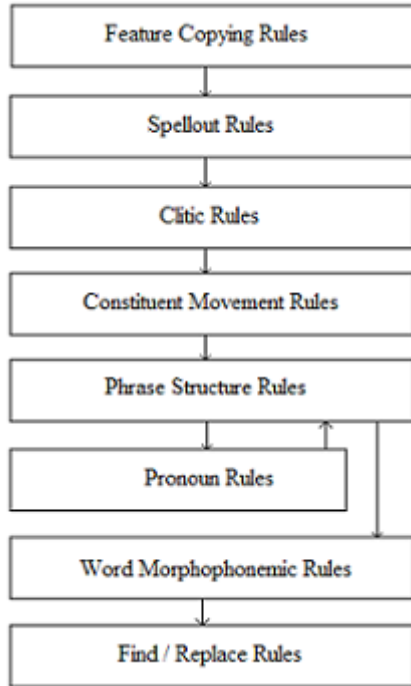 Feature Copying Rules
Spellout Rules
Clitic Rules
Constituent Movement Rules
Phrase Structure Rules
Pronoun Rules
Word Morphophonemic Rules
Find / Replace Rules